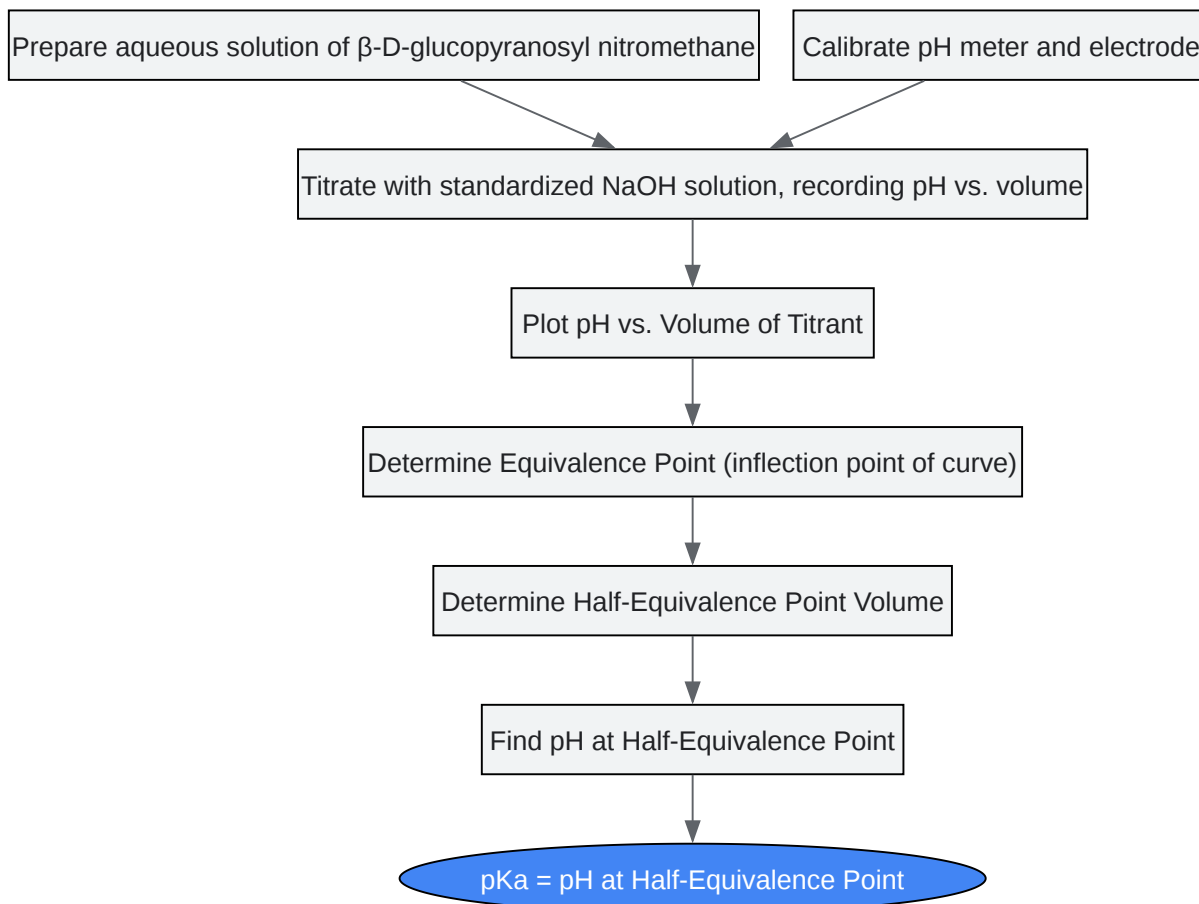 Prepare aqueous solution of β-D-glucopyranosyl nitromethane
Calibrate pH meter and electrode
Titrate with standardized NaOH solution, recording pH vs. volume
Plot pH vs. Volume of Titrant
Determine Equivalence Point (inflection point of curve)
Determine Half-Equivalence Point Volume
Find pH at Half-Equivalence Point
pKa = pH at Half-Equivalence Point